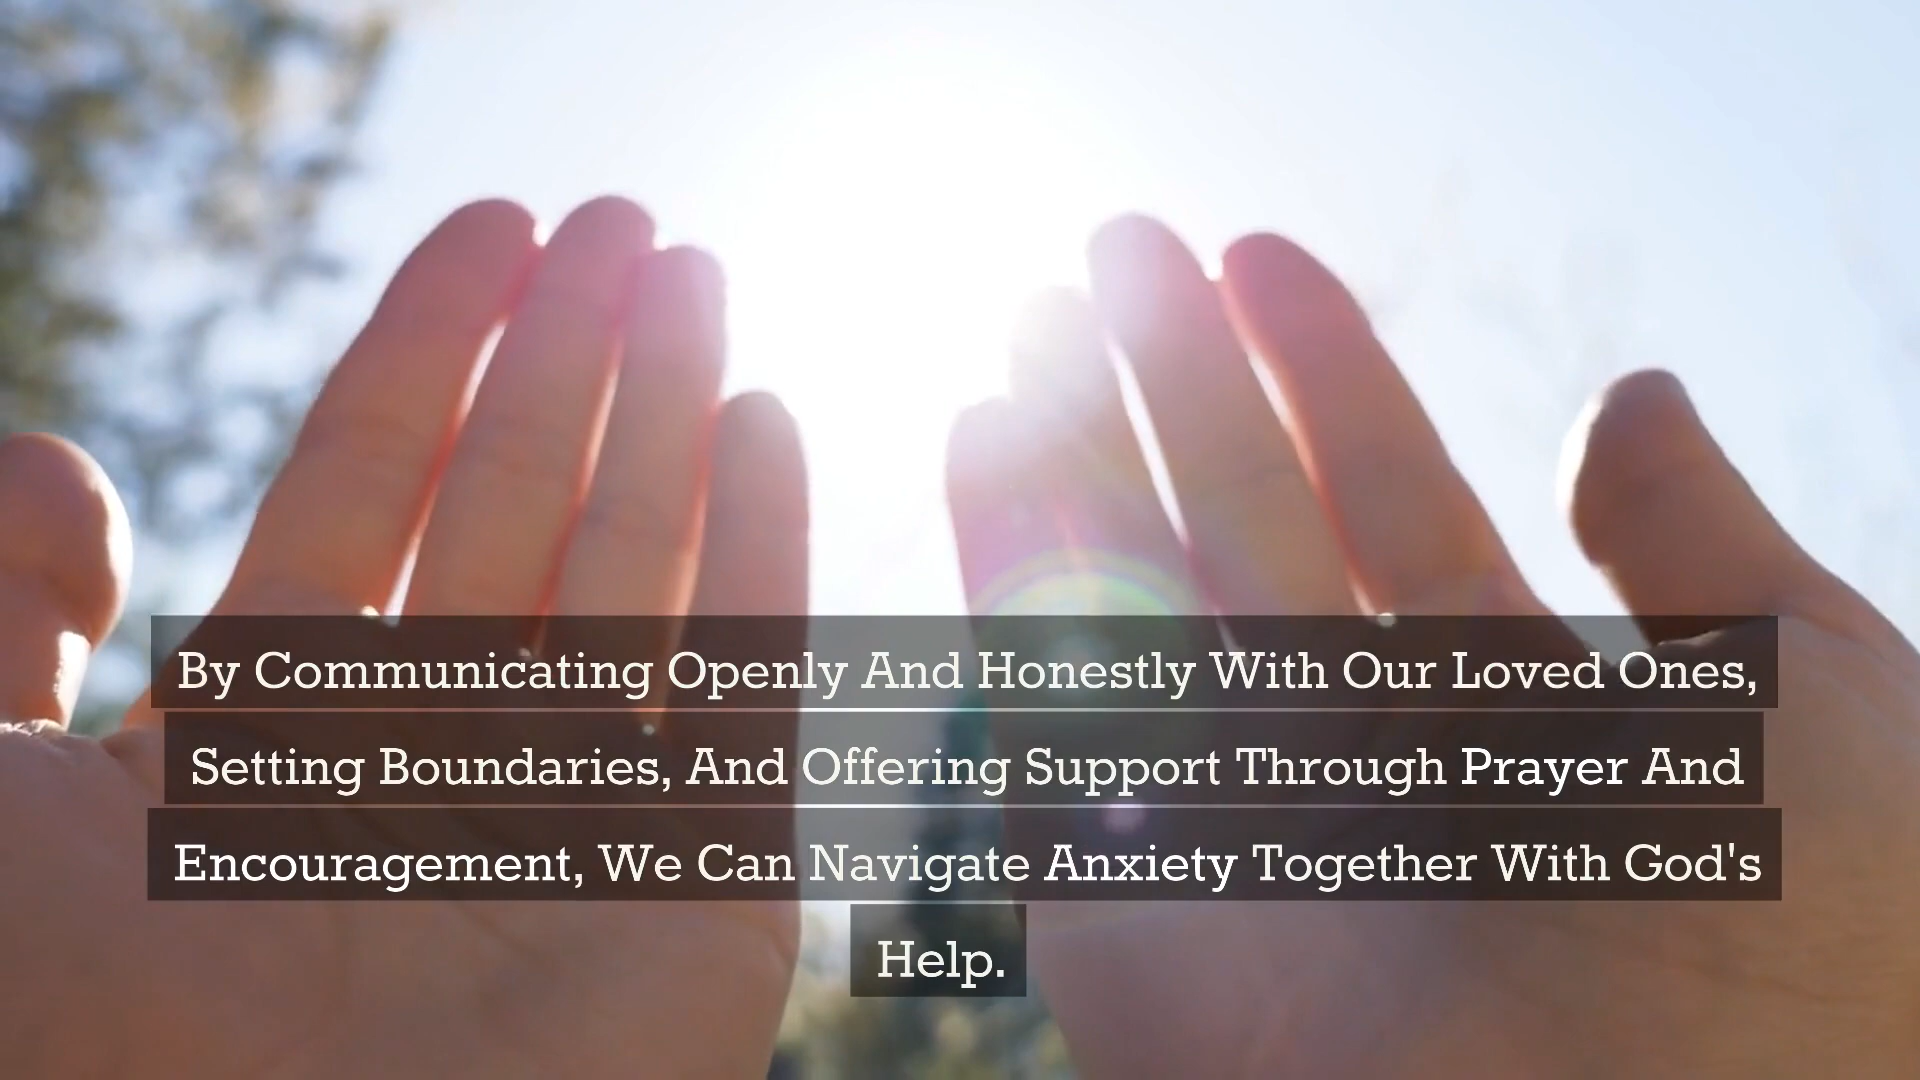 By Communicating Openly And Honestly With Our Loved Ones,
Setting Boundaries, And Offering Support Through Prayer And
Encouragement, We Can Navigate Anxiety Together With God's
Help.